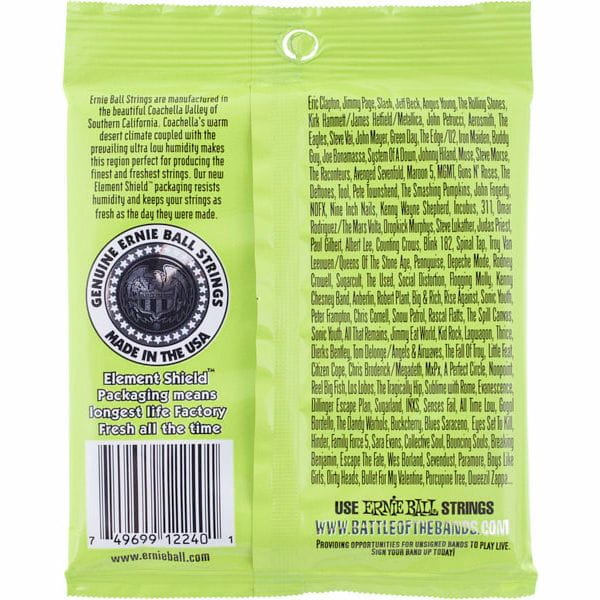 Ernie Ball Strings are manufactured in
the beautiful Coachella Valley of
Southern California. Coachella's warm
desert climate coupled with the
prevailing ultra low humidity makes
this region perfect for producing the
finest and freshest strings. Our new
Element Shield™ packaging resists
humidity and keeps your strings as
fresh as the day they were made.
GENUINE ERNIE BALL STRINGS
MADE IN THE USA
Element Shield™
Packaging means
longest life Factory
Fresh all the time
7 49699 12240 1
www.ernieball.com
Eric Clapton, Jimmy Page, Slash, Jeff Beck, Angus Young, The Rolling Stones,
Kirk Hammett/James Hetfield/Metallica, John Petrucci, Aerosmith, The
Eagles, Steve Vai, John Mayer, Green Day, The Edge/U2, Iron Maiden, Buddy
Guy, Joe Bonamassa, System Of A Down, Johnny Hiland, Muse, Steve Morse,
The Raconteurs, Avenged Sevenfold, Maroon 5, MGMT, Guns N' Roses, The
Deftones, Tool, Pete Townshend, The Smashing Pumpkins, John Fogerty,
NOFX, Nine Inch Nails, Kenny Wayne Shepherd, Incubus, 311, Omar
Rodriguez/The Mars Volta, Dropkick Murphys, Steve Lukather, Judas Priest,
Paul Gilbert, Albert Lee, Counting Crows, Blink 182, Spinal Tap, Troy Van
Leeuwen/Queens Of The Stone Age, Pennywise, Depeche Mode, Rodney
Crowell, Sugarcult, The Used, Social Distortion, Flogging Molly, Kenny
Chesney Band, Anberlin, Robert Plant, Big & Rich, Rise Against, Sonic Youth,
Peter Frampton, Chris Cornell, Snow Patrol, Rascal Flatts, The Spill Canvas,
Sonic Youth, All That Remains, Jimmy Eat World, Kid Rock, Lagwagon, Thrice,
Dierks Bentley, Tom Delonge/Angels & Airwaves, The Fall Of Troy, Little Feat,
Citizen Cope, Chris Broderick/Megadeth, MxPx, A Perfect Circle, Nonpoint,
Reel Big Fish, Los Lobos, The Tragically Hip, Sublime with Rome, Evanescence,
Dillinger Escape Plan, Sugarland, INXS, Senses Fail, All Time Low, Gogol
Bordello, The Dandy Warhols, Buckcherry, Blues Saraceno, Eyes Set To Kill,
Hinder, Family Force 5, Sara Evans, Collective Soul, Bouncing Souls, Breaking
Benjamin, Escape The Fate, Wes Borland, Sevendust, Paramore, Boys Like
Girls, Dirty Heads, Bullet For My Valentine, Porcupine Tree, Dweezil Zappa...
USE ERNIE BALL STRINGS
WWW.BATTLEOFTHEBANDS.COM
PROVIDING OPPORTUNITIES FOR UNSIGNED BANDS TO PLAY LIVE.
SIGN YOUR BAND UP TODAY!